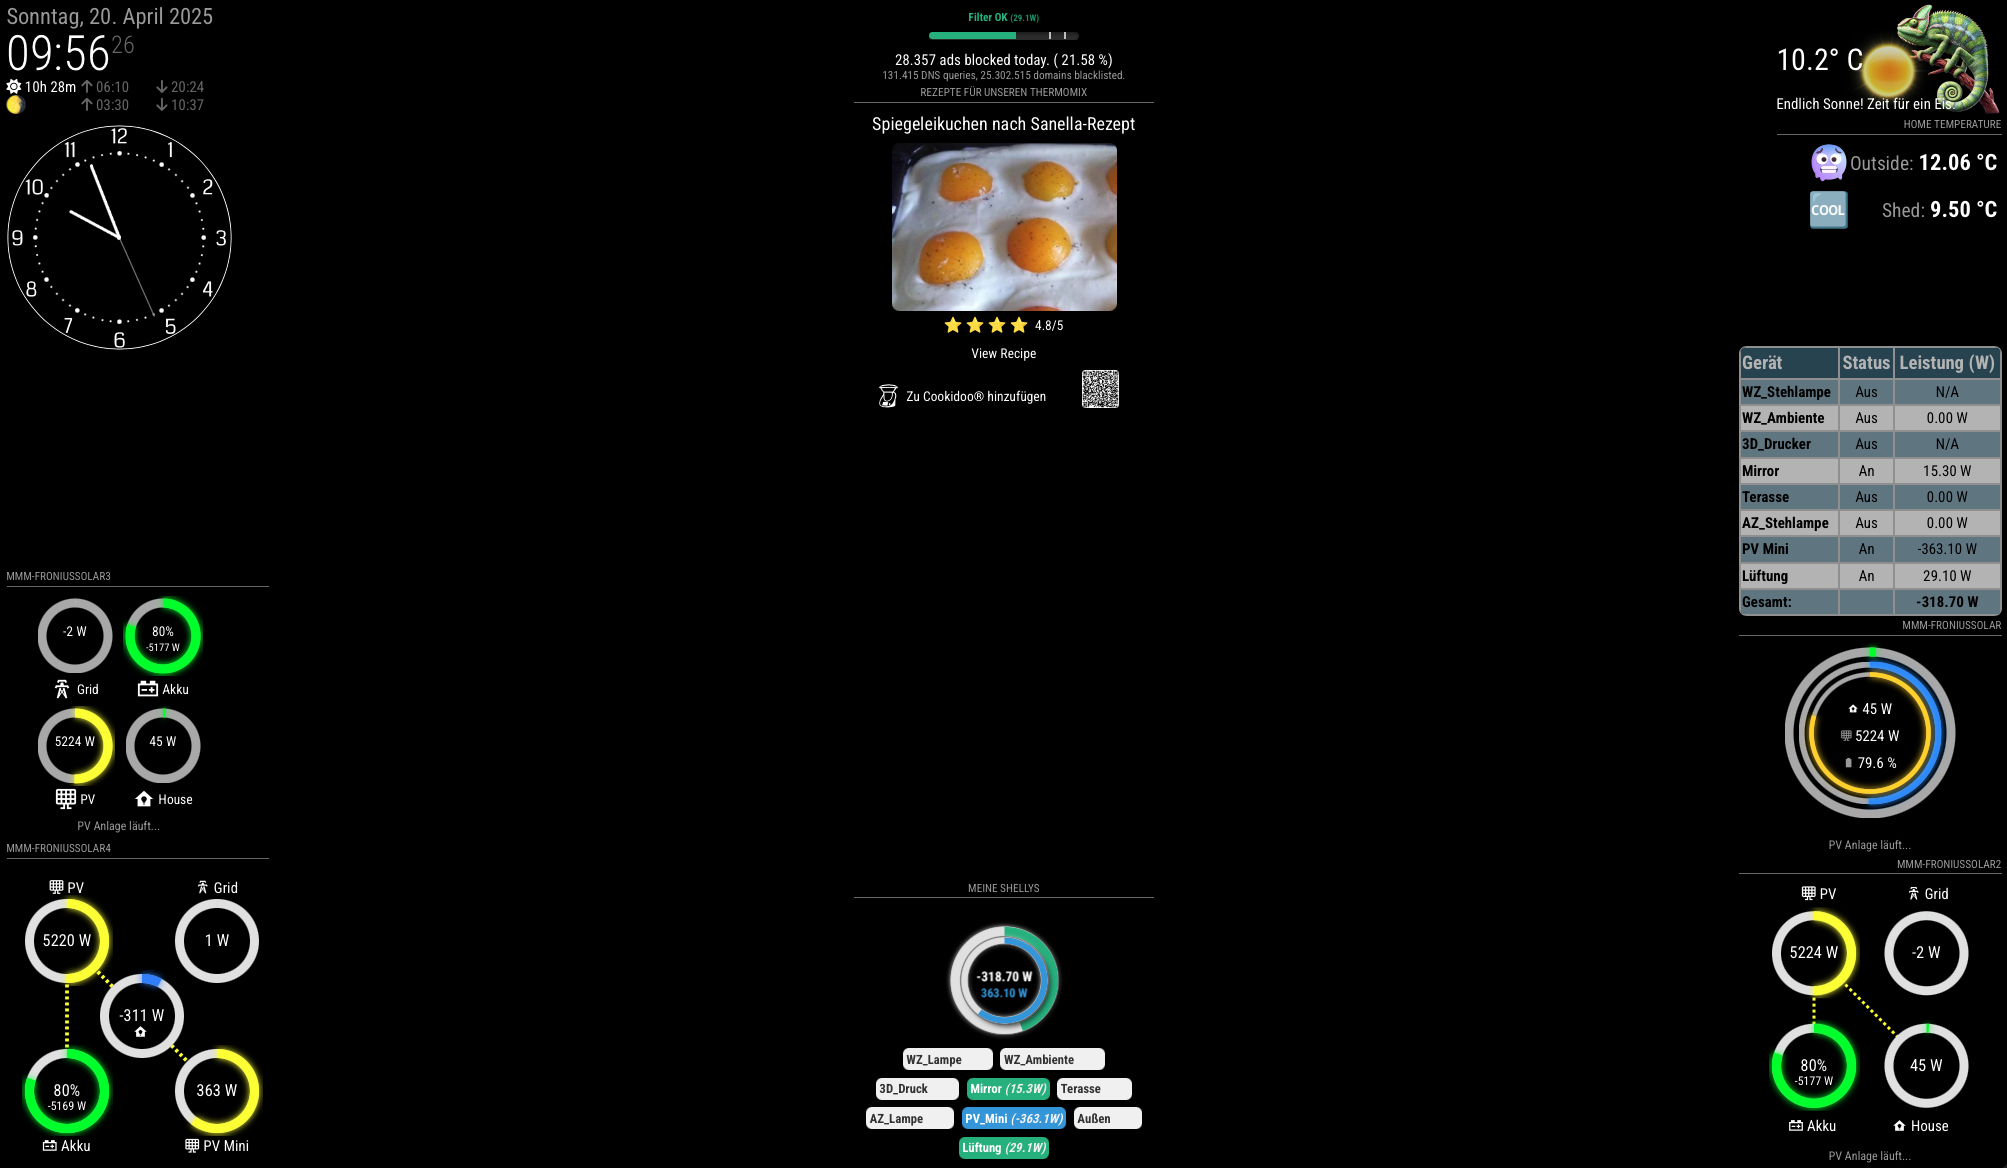 Sonntag, 20. April 2025
09:56 26
10h 28m 06:10 20:24
03:30 10:37
12
11 1
10 2
9 3
8 4
7 5
6
Filter OK (29.1W)
28.357 ads blocked today. ( 21.58 %)
131.415 DNS queries, 25.302.515 domains blacklisted.
REZEPTE FÜR UNSEREN THERMOMIX
Spiegeleikuchen nach Sanella-Rezept
4.8/5
View Recipe
Zu Cookidoo® hinzufügen
10.2° C
Endlich Sonne! Zeit für ein Eis.
HOME TEMPERATURE
Outside: 12.06 °C
COOL Shed: 9.50 °C
Gerät Status Leistung (W)
WZ_Stehlampe Aus N/A
WZ_Ambiente Aus 0.00 W
3D_Drucker Aus N/A
Mirror An 15.30 W
Terasse Aus 0.00 W
AZ_Stehlampe Aus 0.00 W
PV Mini An -363.10 W
Lüftung An 29.10 W
Gesamt: -318.70 W
MMM-FRONIUSSOLAR
45 W
5224 W
79.6 %
PV Anlage läuft...
MMM-FRONIUSSOLAR2
PV Grid
5224 W -2 W
80% 45 W
-5177 W
Akku House
PV Anlage läuft...
MMM-FRONIUSSOLAR3
-2 W 80%
-5177 W
Grid Akku
5224 W 45 W
PV House
PV Anlage läuft...
MMM-FRONIUSSOLAR4
PV Grid
5220 W 1 W
-311 W
80% 363 W
-5169 W
Akku PV Mini
MEINE SHELLYS
-318.70 W
363.10 W
WZ_Lampe WZ_Ambiente
3D_Druck Mirror (15.3W) Terasse
AZ_Lampe PV_Mini (-363.1W) Außen
Lüftung (29.1W)